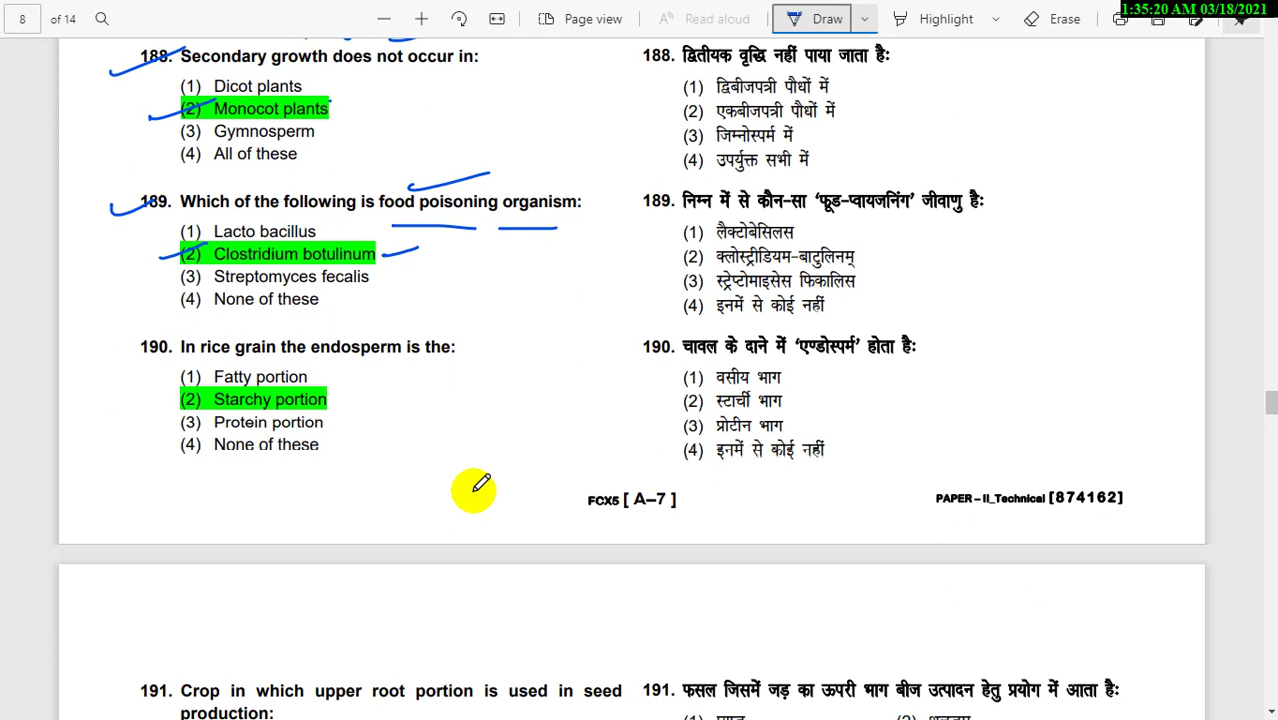 8 of 14 Page view Read aloud Draw Highlight Erase 1:35:20 AM 03/18/2021
188. Secondary growth does not occur in:
(1) Dicot plants
(2) Monocot plants
(3) Gymnosperm
(4) All of these
189. Which of the following is food poisoning organism:
(1) Lacto bacillus
(2) Clostridium botulinum
(3) Streptomyces fecalis
(4) None of these
190. In rice grain the endosperm is the:
(1) Fatty portion
(2) Starchy portion
(3) Protein portion
(4) None of these
188. द्वितीयक वृद्धि नहीं पाया जाता हैः
(1) द्विबीजपत्री पौधों में
(2) एकबीजपत्री पौधों में
(3) जिम्नोस्पर्म में
(4) उपर्युक्त सभी में
189. निम्न में से कौन-सा ‘फूड-प्वायजनिंग’ जीवाणु हैः
(1) लैक्टोबेसिलस
(2) क्लोस्ट्रीडियम-बाटुलिनम्
(3) स्ट्रेप्टोमाइसेस फिकालिस
(4) इनमें से कोई नहीं
190. चावल के दाने में ‘एण्डोस्पर्म’ होता हैः
(1) वसीय भाग
(2) स्टार्ची भाग
(3) प्रोटीन भाग
(4) इनमें से कोई नहीं
FCX5 [ A–7 ] PAPER – II_Technical [874162]
191. Crop in which upper root portion is used in seed
production:
191. फसल जिसमें जड़ का ऊपरी भाग बीज उत्पादन हेतु प्रयोग में आता हैः